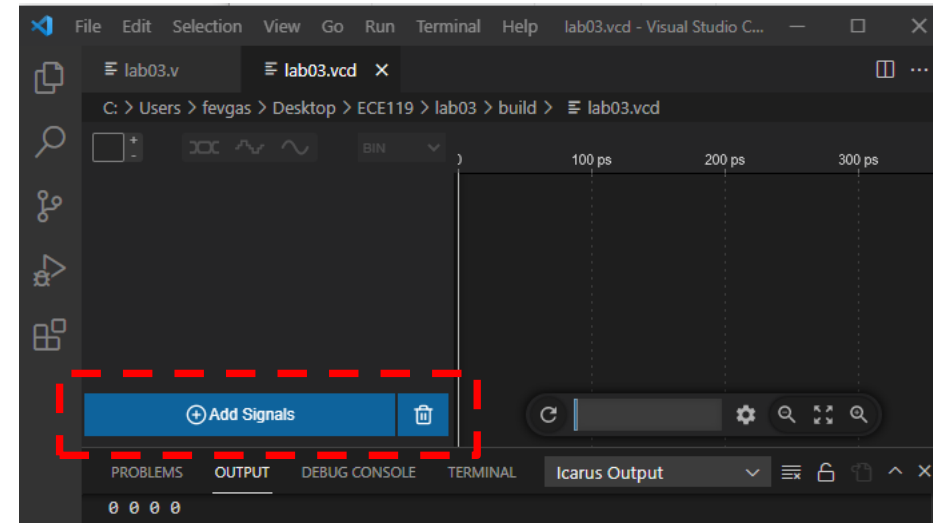 File Edit Selection View Go Run Terminal Help lab03.vcd - Visual Studio C...
lab03.v lab03.vcd
C: > Users > fevgas > Desktop > ECE119 > lab03 > build > lab03.vcd
BIN
100 ps 200 ps 300 ps
Add Signals
PROBLEMS OUTPUT DEBUG CONSOLE TERMINAL Icarus Output
0 0 0 0